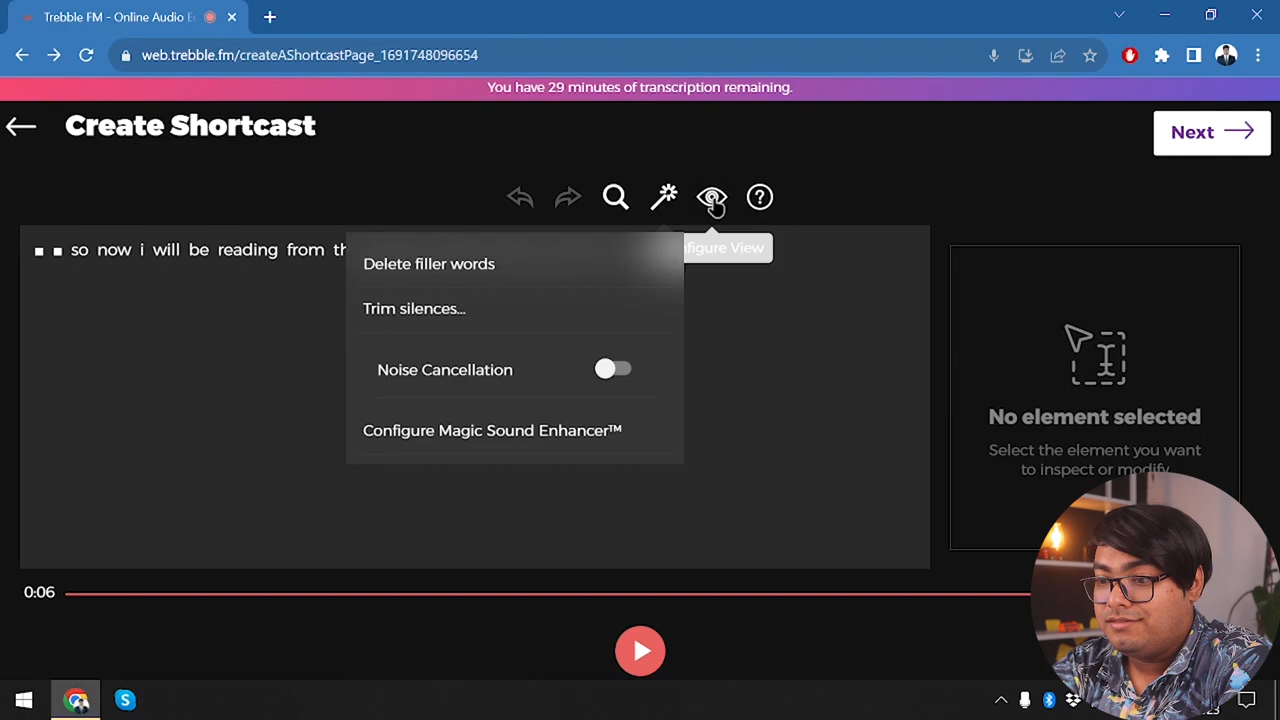 Trebble FM - Online Audio E
web.trebble.fm/createAShortcastPage_1691748096654
You have 29 minutes of transcription remaining.
Create Shortcast
Next
so now i will be reading from th
figure View
Delete filler words
Trim silences...
Noise Cancellation
Configure Magic Sound Enhancer™
No element selected
Select the element you want
to inspect or modify
0:06